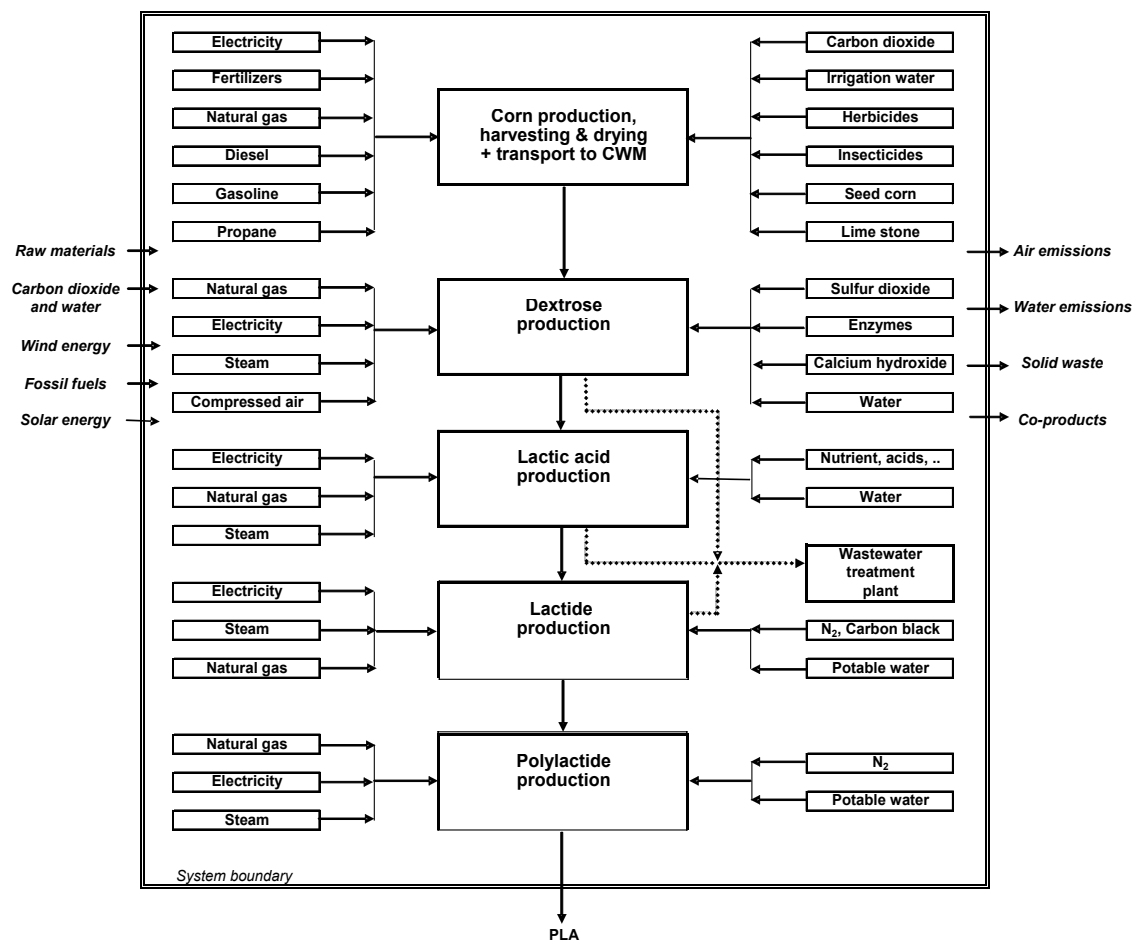 Electricity
Fertilizers
Natural gas
Diesel
Gasoline
Propane
Corn production,
harvesting & drying
+ transport to CWM
Carbon dioxide
Irrigation water
Herbicides
Insecticides
Seed corn
Lime stone
Raw materials
Carbon dioxide
and water
Wind energy
Fossil fuels
Solar energy
Natural gas
Electricity
Steam
Compressed air
Dextrose
production
Sulfur dioxide
Enzymes
Calcium hydroxide
Water
Air emissions
Water emissions
Solid waste
Co-products
Electricity
Natural gas
Steam
Lactic acid
production
Nutrient, acids, ..
Water
Wastewater
treatment
plant
Electricity
Steam
Natural gas
Lactide
production
N₂, Carbon black
Potable water
Natural gas
Electricity
Steam
Polylactide
production
N₂
Potable water
System boundary
PLA